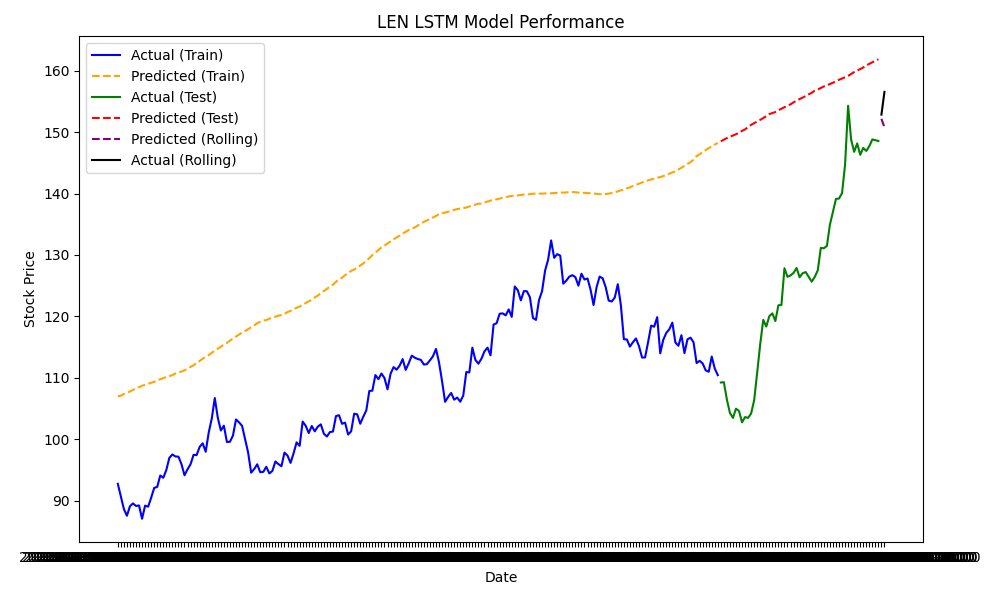 LEN LSTM Model Performance
Actual (Train)
Predicted (Train)
Actual (Test)
Predicted (Test)
Predicted (Rolling)
Actual (Rolling)
160
150
140
130
120
110
100
90
Stock Price
Date